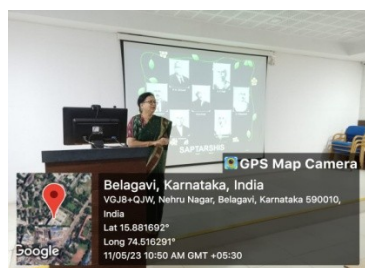 SAPTARSHIS
GPS Map Camera
Belagavi, Karnataka, India
VGJ8+QJW, Nehru Nagar, Belagavi, Karnataka 590010,
India
Lat 15.881692°
Long 74.516291°
11/05/23 10:50 AM GMT +05:30
Google